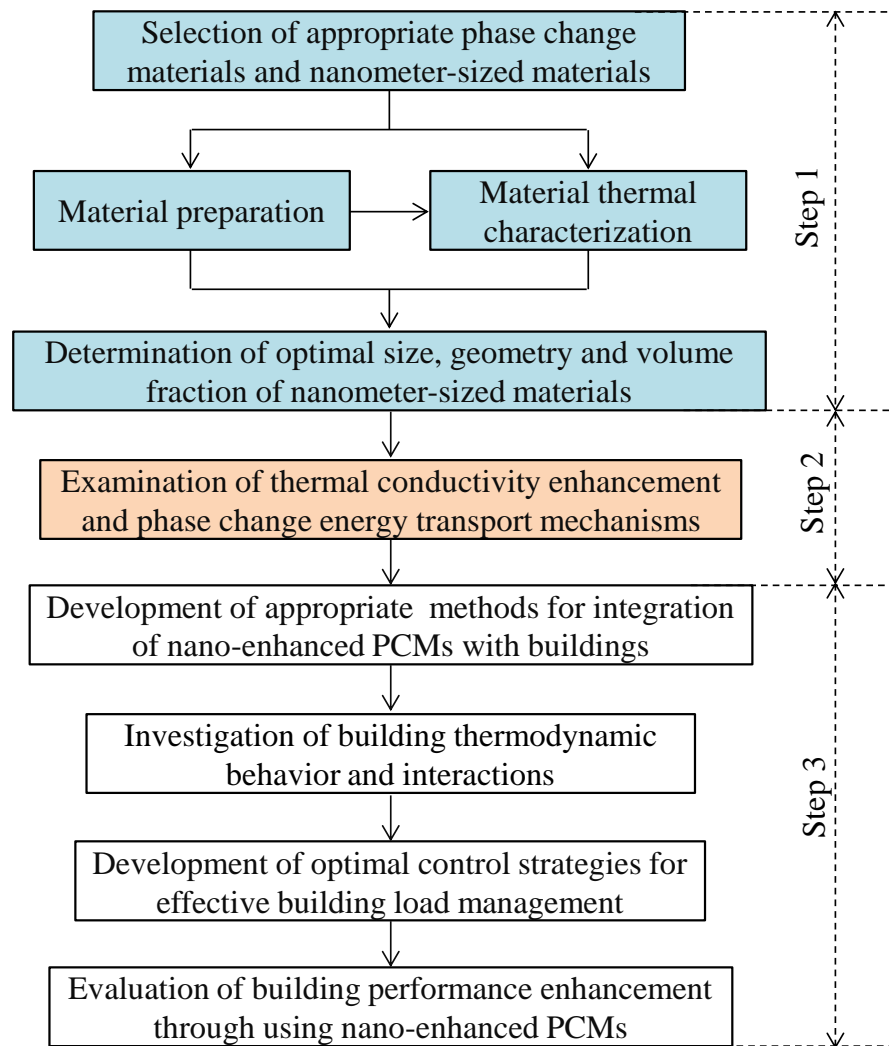 Selection of appropriate phase change
materials and nanometer-sized materials
Material preparation
Material thermal
characterization
Determination of optimal size, geometry and volume
fraction of nanometer-sized materials
Step 1
Examination of thermal conductivity enhancement
and phase change energy transport mechanisms
Step 2
Development of appropriate methods for integration
of nano-enhanced PCMs with buildings
Investigation of building thermodynamic
behavior and interactions
Development of optimal control strategies for
effective building load management
Evaluation of building performance enhancement
through using nano-enhanced PCMs
Step 3